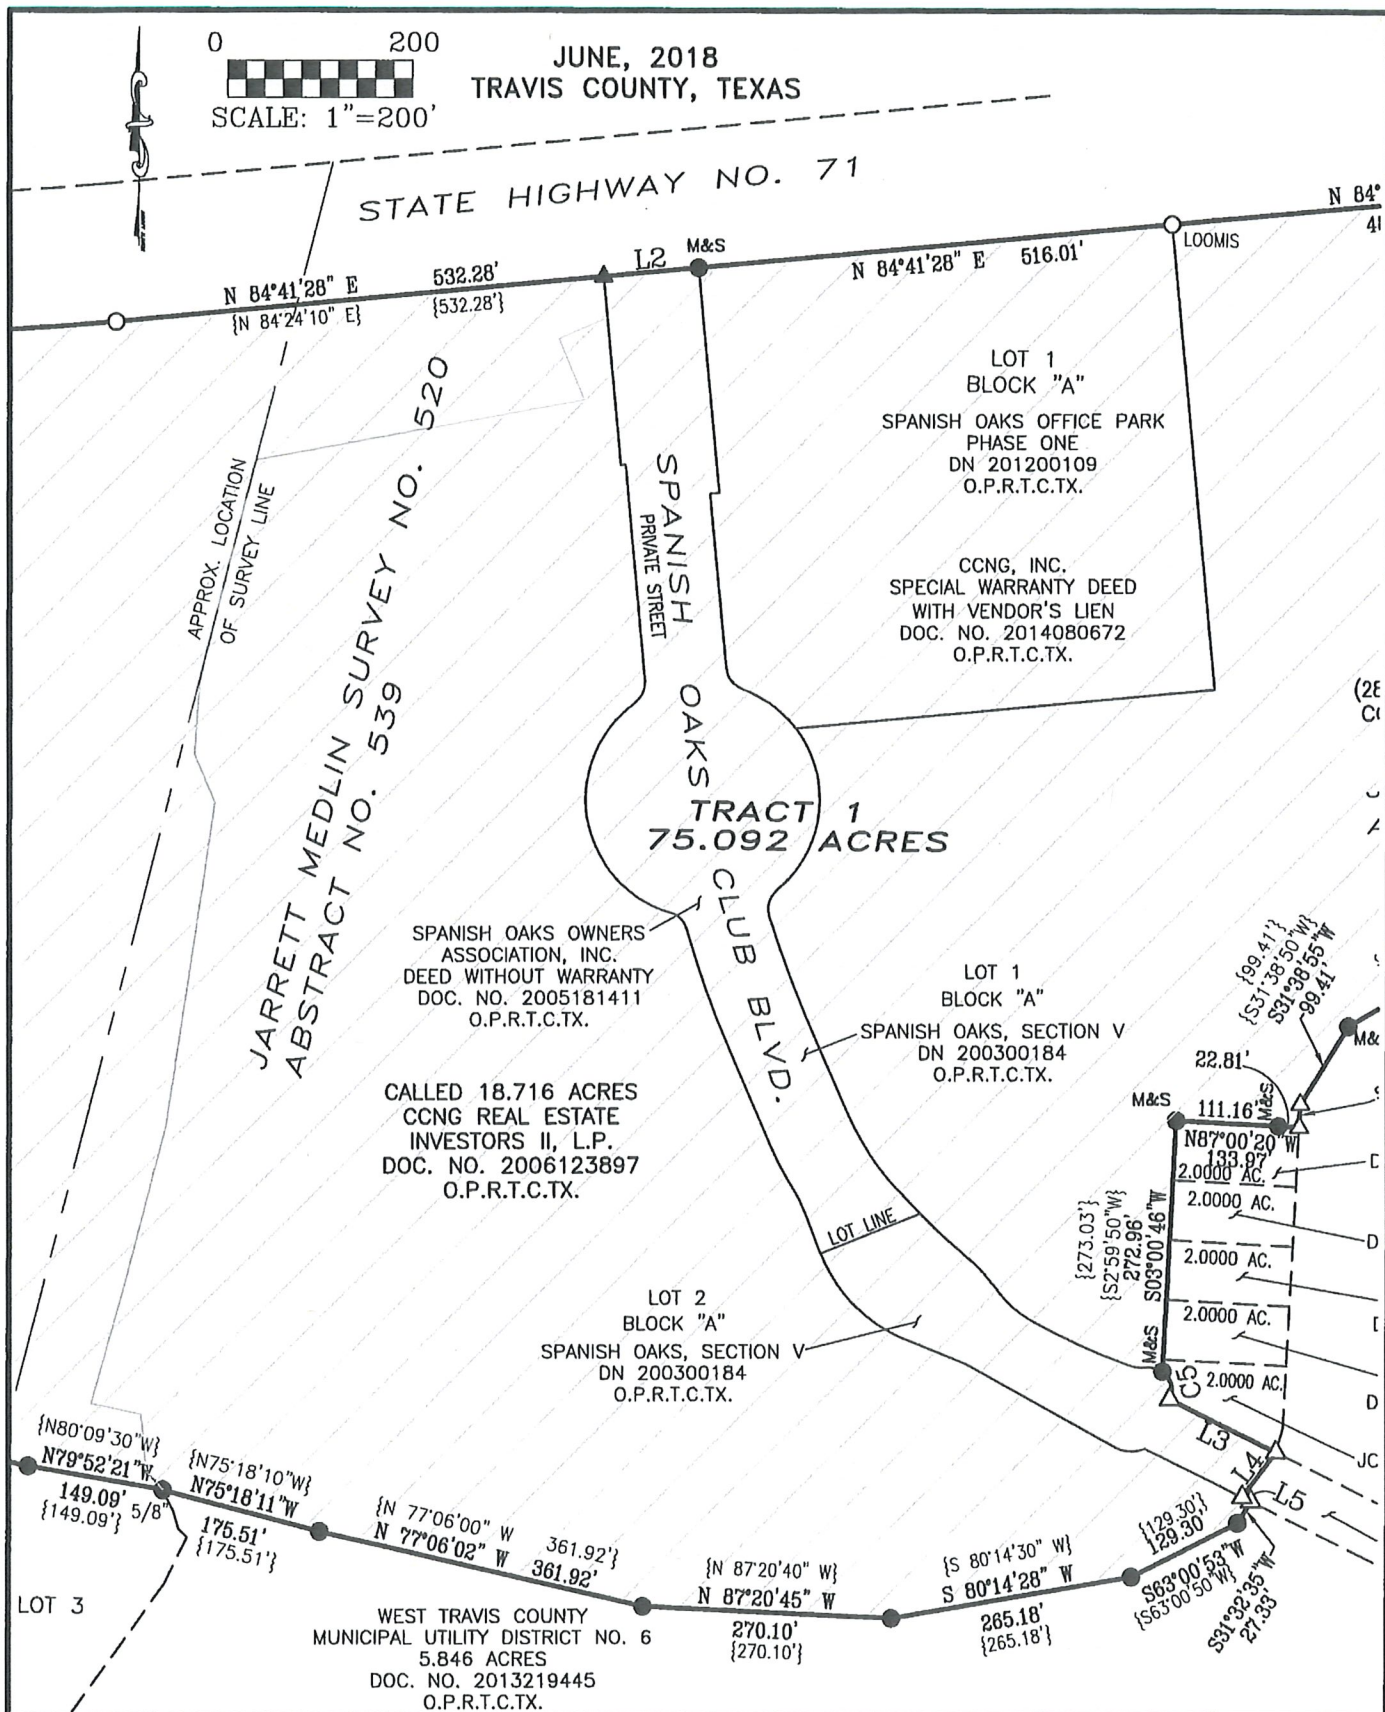 0 200
SCALE: 1"=200'
JUNE, 2018
TRAVIS COUNTY, TEXAS
STATE HIGHWAY NO. 71
N 84°
LOOMIS
L2
M&S
N 84°41'28" E 516.01'
N 84°41'28" E 532.28'
{N 84°24'10" E} {532.28'}
LOT 1
BLOCK "A"
SPANISH OAKS OFFICE PARK
PHASE ONE
DN 201200109
O.P.R.T.C.TX.
CCNG, INC.
SPECIAL WARRANTY DEED
WITH VENDOR'S LIEN
DOC. NO. 2014080672
O.P.R.T.C.TX.
APPROX. LOCATION
OF SURVEY LINE
JARRETT MEDLIN SURVEY NO. 520
ABSTRACT NO. 539
SPANISH OAKS CLUB BLVD.
PRIVATE STREET
(28
TRACT 1
75.092 ACRES
SPANISH OAKS OWNERS
ASSOCIATION, INC.
DEED WITHOUT WARRANTY
DOC. NO. 2005181411
O.P.R.T.C.TX.
LOT 1
BLOCK "A"
SPANISH OAKS, SECTION V
DN 200300184
O.P.R.T.C.TX.
{99.41'}
{S31°38'50"W}
S31°38'55"W
99.41'
M&
CALLED 18.716 ACRES
CCNG REAL ESTATE
INVESTORS II, L.P.
DOC. NO. 2006123897
O.P.R.T.C.TX.
22.81'
M&S
111.16'
M&S
N87°00'20"W
133.97'
2.0000 AC.
D
2.0000 AC.
D
2.0000 AC.
2.0000 AC.
D
2.0000 AC.
D
JC
{273.03'}
{S2°59'50"W}
272.96'
S03°00'46"W
M&S
C5
L3
L4
L5
LOT LINE
LOT 2
BLOCK "A"
SPANISH OAKS, SECTION V
DN 200300184
O.P.R.T.C.TX.
{N80°09'30"W}
N79°52'21"W
149.09'
{149.09'}
5/8"
{N75°18'10"W}
N75°18'11"W
175.51'
{175.51'}
{N 77°06'00" W 361.92'}
N 77°06'02" W 361.92'
{N 87°20'40" W}
N 87°20'45" W
270.10'
{270.10'}
{S 80°14'30" W}
S 80°14'28" W
265.18'
{265.18'}
{129.30'}
129.30'
S63°00'53"W
{S63°00'50"W}
S31°32'35"W
27.33'
LOT 3
WEST TRAVIS COUNTY
MUNICIPAL UTILITY DISTRICT NO. 6
5.846 ACRES
DOC. NO. 2013219445
O.P.R.T.C.TX.